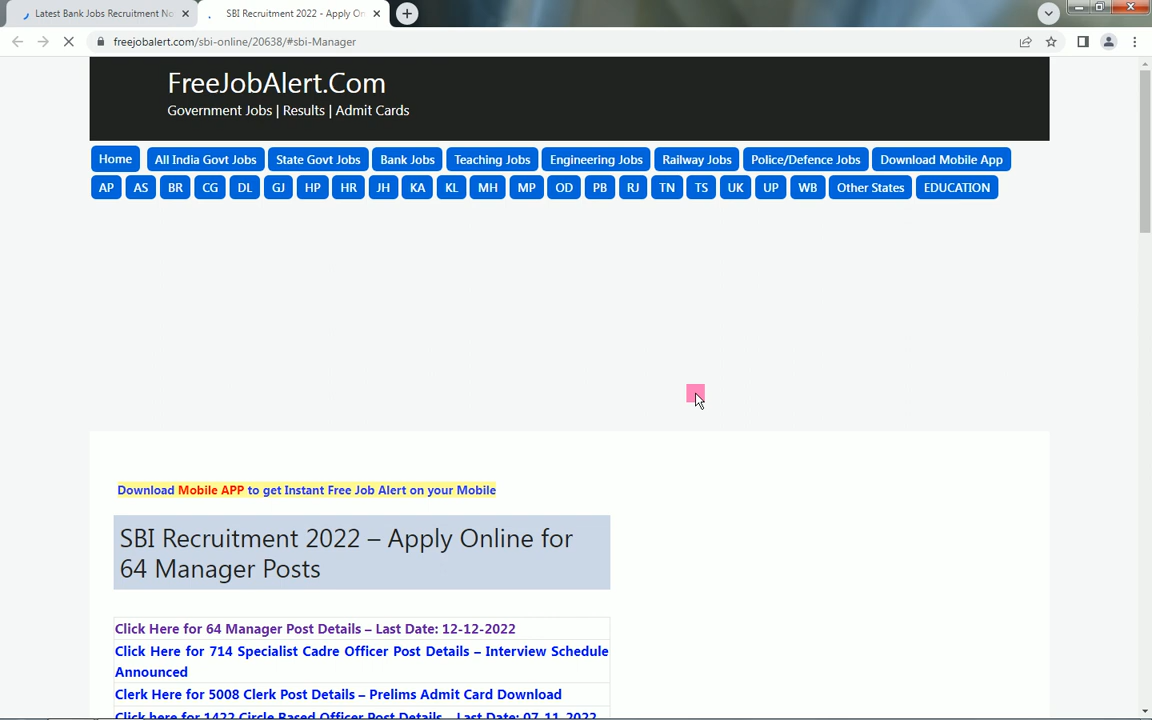 Latest Bank Jobs Recruitment No
SBI Recruitment 2022 - Apply On
freejobalert.com/sbi-online/20638/#sbi-Manager
FreeJobAlert.Com
Government Jobs | Results | Admit Cards
Home All India Govt Jobs State Govt Jobs Bank Jobs Teaching Jobs Engineering Jobs Railway Jobs Police/Defence Jobs Download Mobile App
AP AS BR CG DL GJ HP HR JH KA KL MH MP OD PB RJ TN TS UK UP WB Other States EDUCATION
Download Mobile APP to get Instant Free Job Alert on your Mobile
SBI Recruitment 2022 – Apply Online for
64 Manager Posts
Click Here for 64 Manager Post Details – Last Date: 12-12-2022
Click Here for 714 Specialist Cadre Officer Post Details – Interview Schedule
Announced
Clerk Here for 5008 Clerk Post Details – Prelims Admit Card Download
Click here for 1422 Circle Based Officer Post Details – Last Date: 07-11-2022